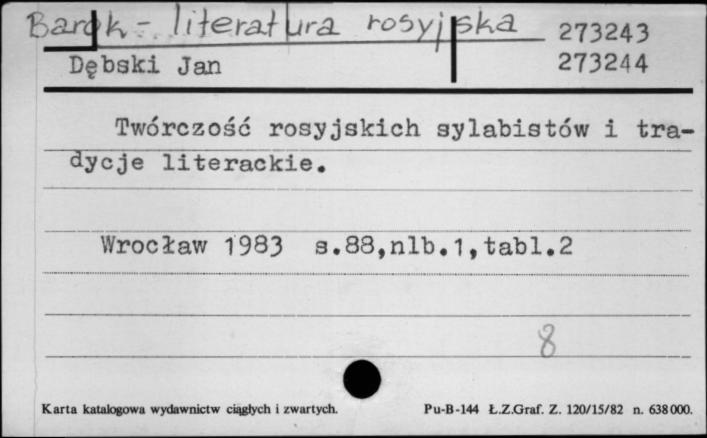 Barok - literatura rosyjska 273243
Dębski Jan 273244
Twórczość rosyjskich sylabistów i tra-
dycje literackie.
Wrocław 1983 s.88,nlb.1,tabl.2
8
Karta katalogowa wydawnictw ciągłych i zwartych. Pu-B-144 Ł.Z.Graf. Z. 120/15/82 n. 638000.